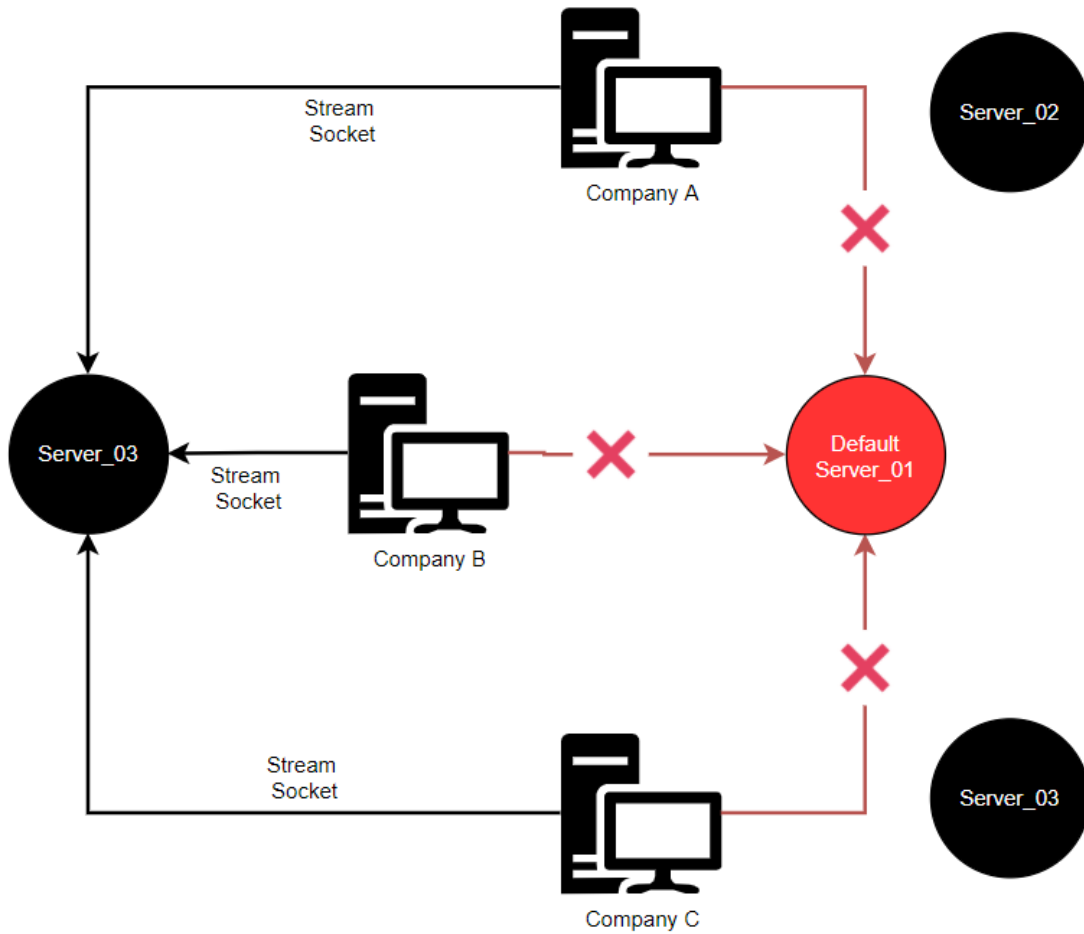 Stream
Socket
Company A
Server_02
Server_03
Stream
Socket
Company B
Default
Server_01
Stream
Socket
Company C
Server_03